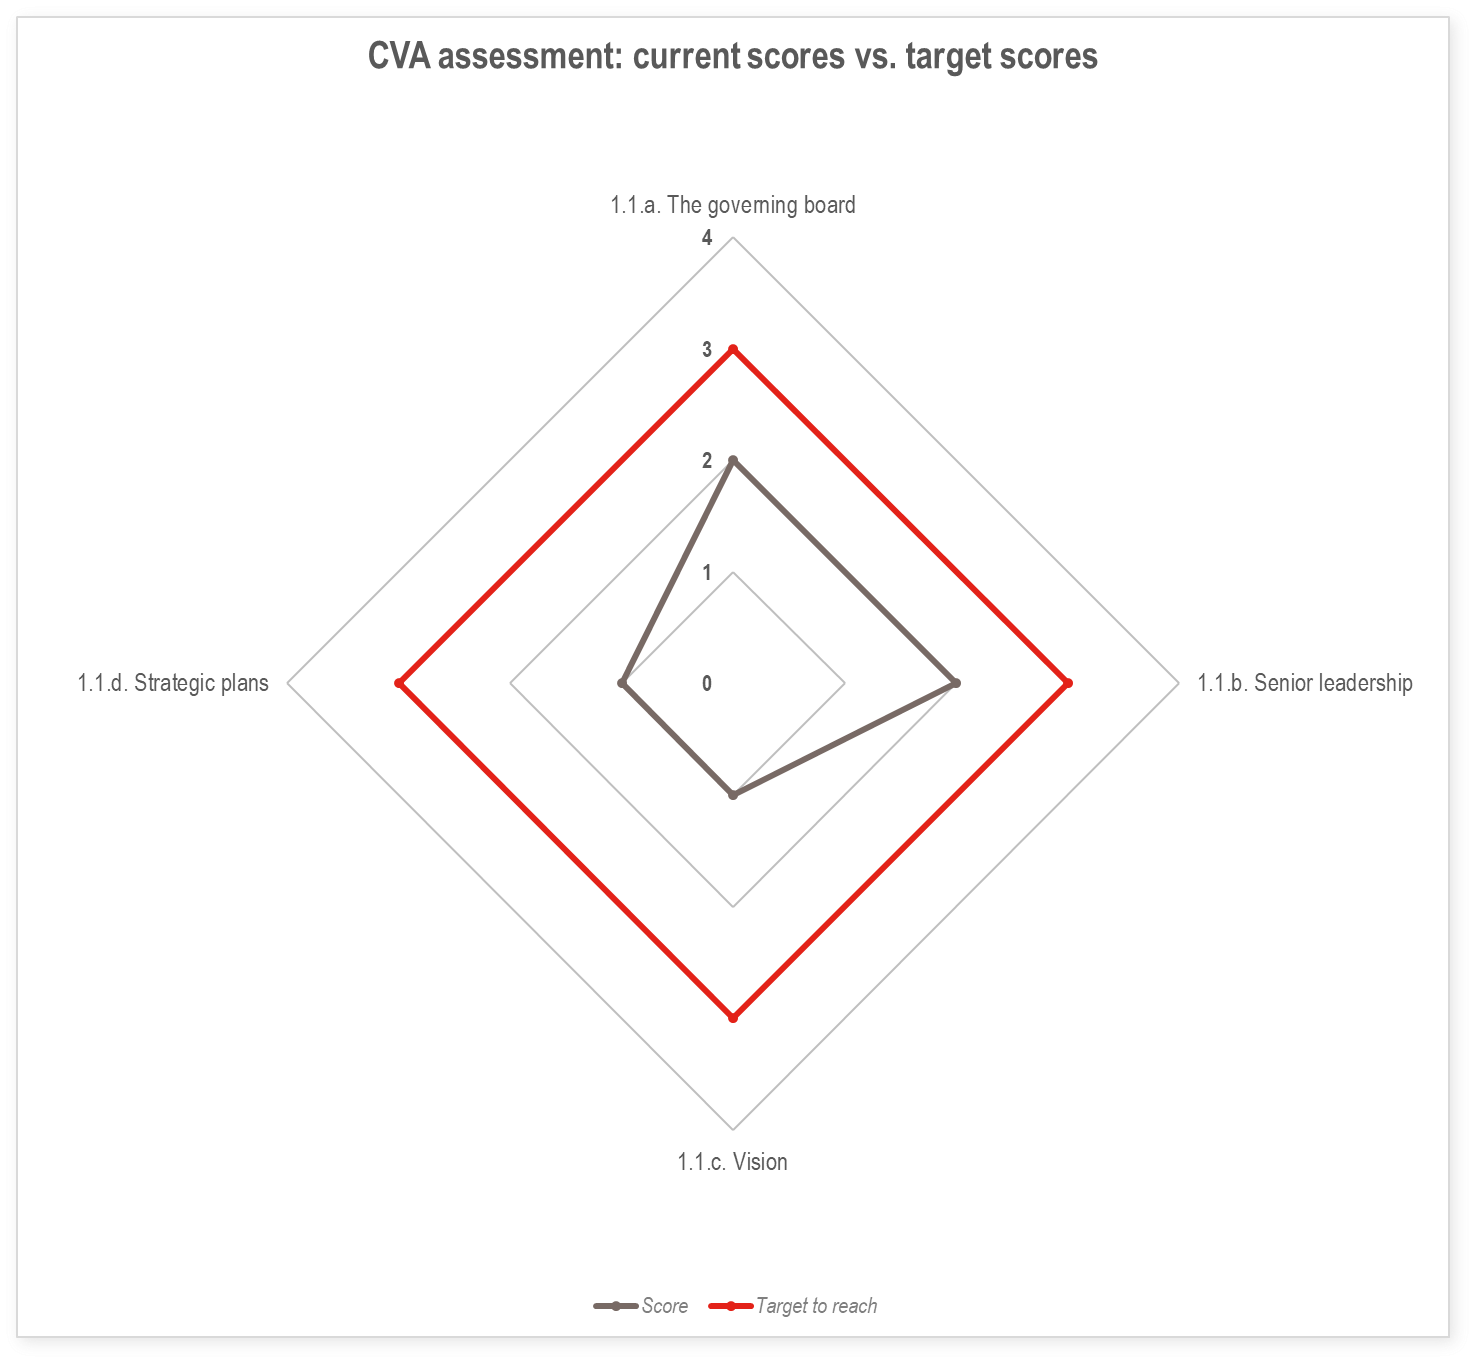 CVA assessment: current scores vs. target scores
1.1.a. The governing board
4
3
2
1
0
1.1.d. Strategic plans
1.1.b. Senior leadership
1.1.c. Vision
Score
Target to reach